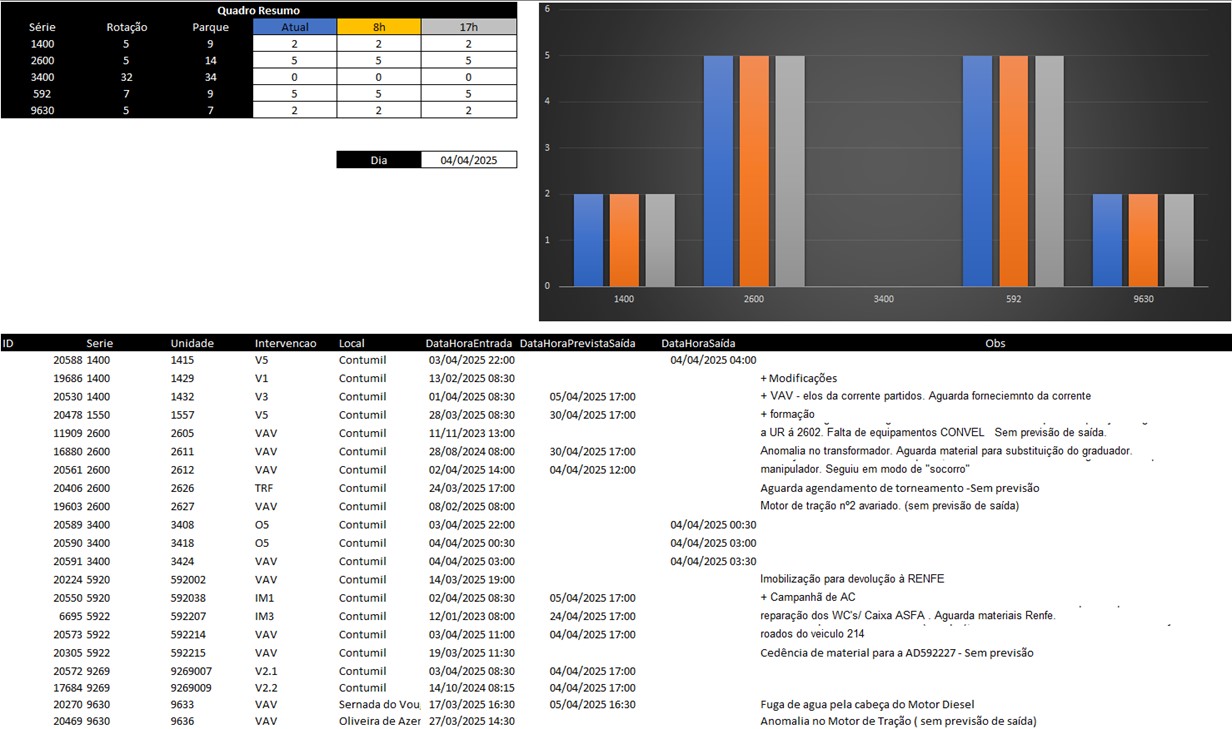 Quadro Resumo
Série Rotação Parque Atual 8h 17h
1400 5 9 2 2 2
2600 5 14 5 5 5
3400 32 34 0 0 0
592 7 9 5 5 5
9630 5 7 2 2 2
Dia 04/04/2025
6
5
4
3
2
1
0
1400 2600 3400 592 9630
ID Serie Unidade Intervencao Local DataHoraEntrada DataHoraPrevistaSaída DataHoraSaída Obs
20588 1400 1415 V5 Contumil 03/04/2025 22:00 04/04/2025 04:00
19686 1400 1429 V1 Contumil 13/02/2025 08:30 + Modificações
20530 1400 1432 V3 Contumil 01/04/2025 08:30 05/04/2025 17:00 + VAV - elos da corrente partidos. Aguarda forneciemnto da corrente
20478 1550 1557 V5 Contumil 28/03/2025 08:30 30/04/2025 17:00 + formação
11909 2600 2605 VAV Contumil 11/11/2023 13:00 a UR á 2602. Falta de equipamentos CONVEL Sem previsão de saída.
16880 2600 2611 VAV Contumil 28/08/2024 08:00 30/04/2025 17:00 Anomalia no transformador. Aguarda material para substituição do graduador.
20561 2600 2612 VAV Contumil 02/04/2025 14:00 04/04/2025 12:00 manipulador. Seguiu em modo de "socorro"
20406 2600 2626 TRF Contumil 24/03/2025 17:00 Aguarda agendamento de torneamento -Sem previsão
19603 2600 2627 VAV Contumil 08/02/2025 08:00 Motor de tração nº2 avariado. (sem previsão de saída)
20589 3400 3408 O5 Contumil 03/04/2025 22:00 04/04/2025 00:30
20590 3400 3418 O5 Contumil 04/04/2025 00:30 04/04/2025 03:00
20591 3400 3424 VAV Contumil 04/04/2025 03:00 04/04/2025 03:30
20224 5920 592002 VAV Contumil 14/03/2025 19:00 Imobilização para devolução à RENFE
20550 5920 592038 IM1 Contumil 02/04/2025 08:30 05/04/2025 17:00 + Campanhã de AC
6695 5922 592207 IM3 Contumil 12/01/2023 08:00 24/04/2025 17:00 reparação dos WC's/ Caixa ASFA . Aguarda materiais Renfe.
20573 5922 592214 VAV Contumil 03/04/2025 11:00 04/04/2025 17:00 roados do veiculo 214
20305 5922 592215 VAV Contumil 19/03/2025 11:30 Cedência de material para a AD592227 - Sem previsão
20572 9269 9269007 V2.1 Contumil 03/04/2025 08:30 04/04/2025 17:00
17684 9269 9269009 V2.2 Contumil 14/10/2024 08:15 04/04/2025 17:00
20270 9630 9633 VAV Sernada do Vou 17/03/2025 16:30 05/04/2025 16:30 Fuga de agua pela cabeça do Motor Diesel
20469 9630 9636 VAV Oliveira de Azer 27/03/2025 14:30 Anomalia no Motor de Tração ( sem previsão de saída)